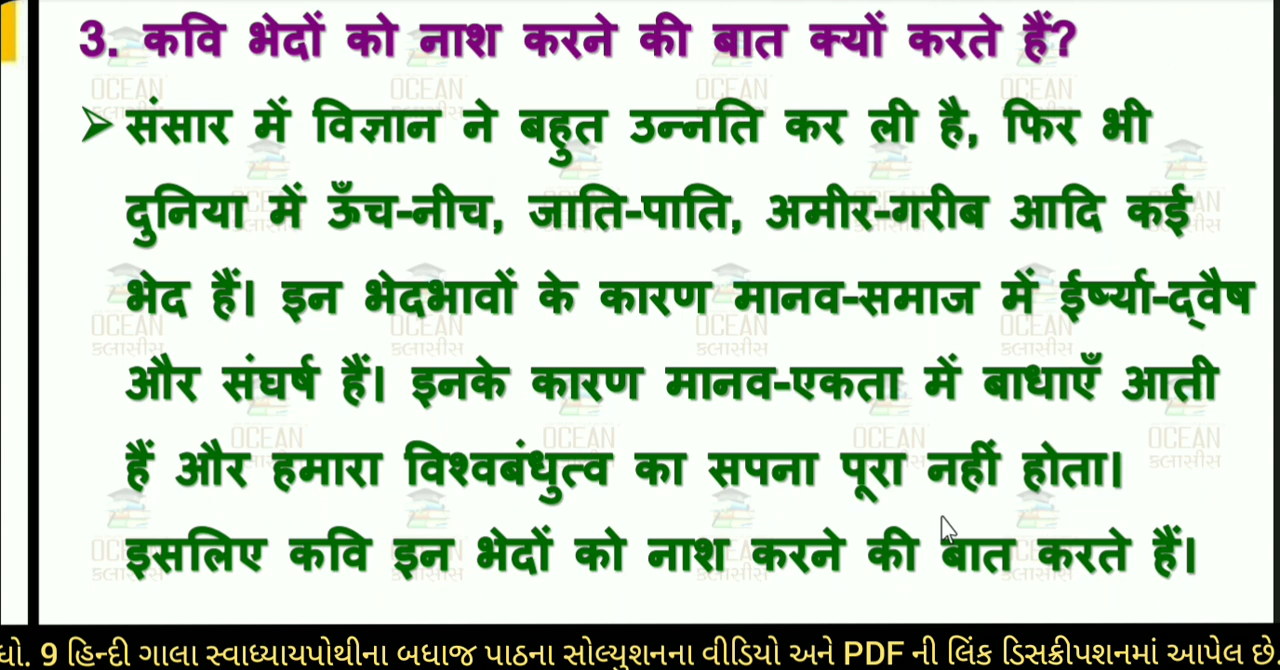 3. कवि भेदों को नाश करने की बात क्यों करते हैं?
➢ संसार में विज्ञान ने बहुत उन्नति कर ली है, फिर भी
दुनिया में ऊँच-नीच, जाति-पाति, अमीर-गरीब आदि कई
भेद हैं। इन भेदभावों के कारण मानव-समाज में ईर्ष्या-द्वैष
और संघर्ष हैं। इनके कारण मानव-एकता में बाधाएँ आती
हैं और हमारा विश्वबंधुत्व का सपना पूरा नहीं होता।
इसलिए कवि इन भेदों को नाश करने की बात करते हैं।
ધો. 9 હિન્દી ગાલા સ્વાધ્યાયપોથીના બધાજ પાઠના સોલ્યુશનના વીડિયો અને PDF ની લિંક ડિસક્રીપશનમાં આપેલ છે
OCEAN
ક્લાસીસ